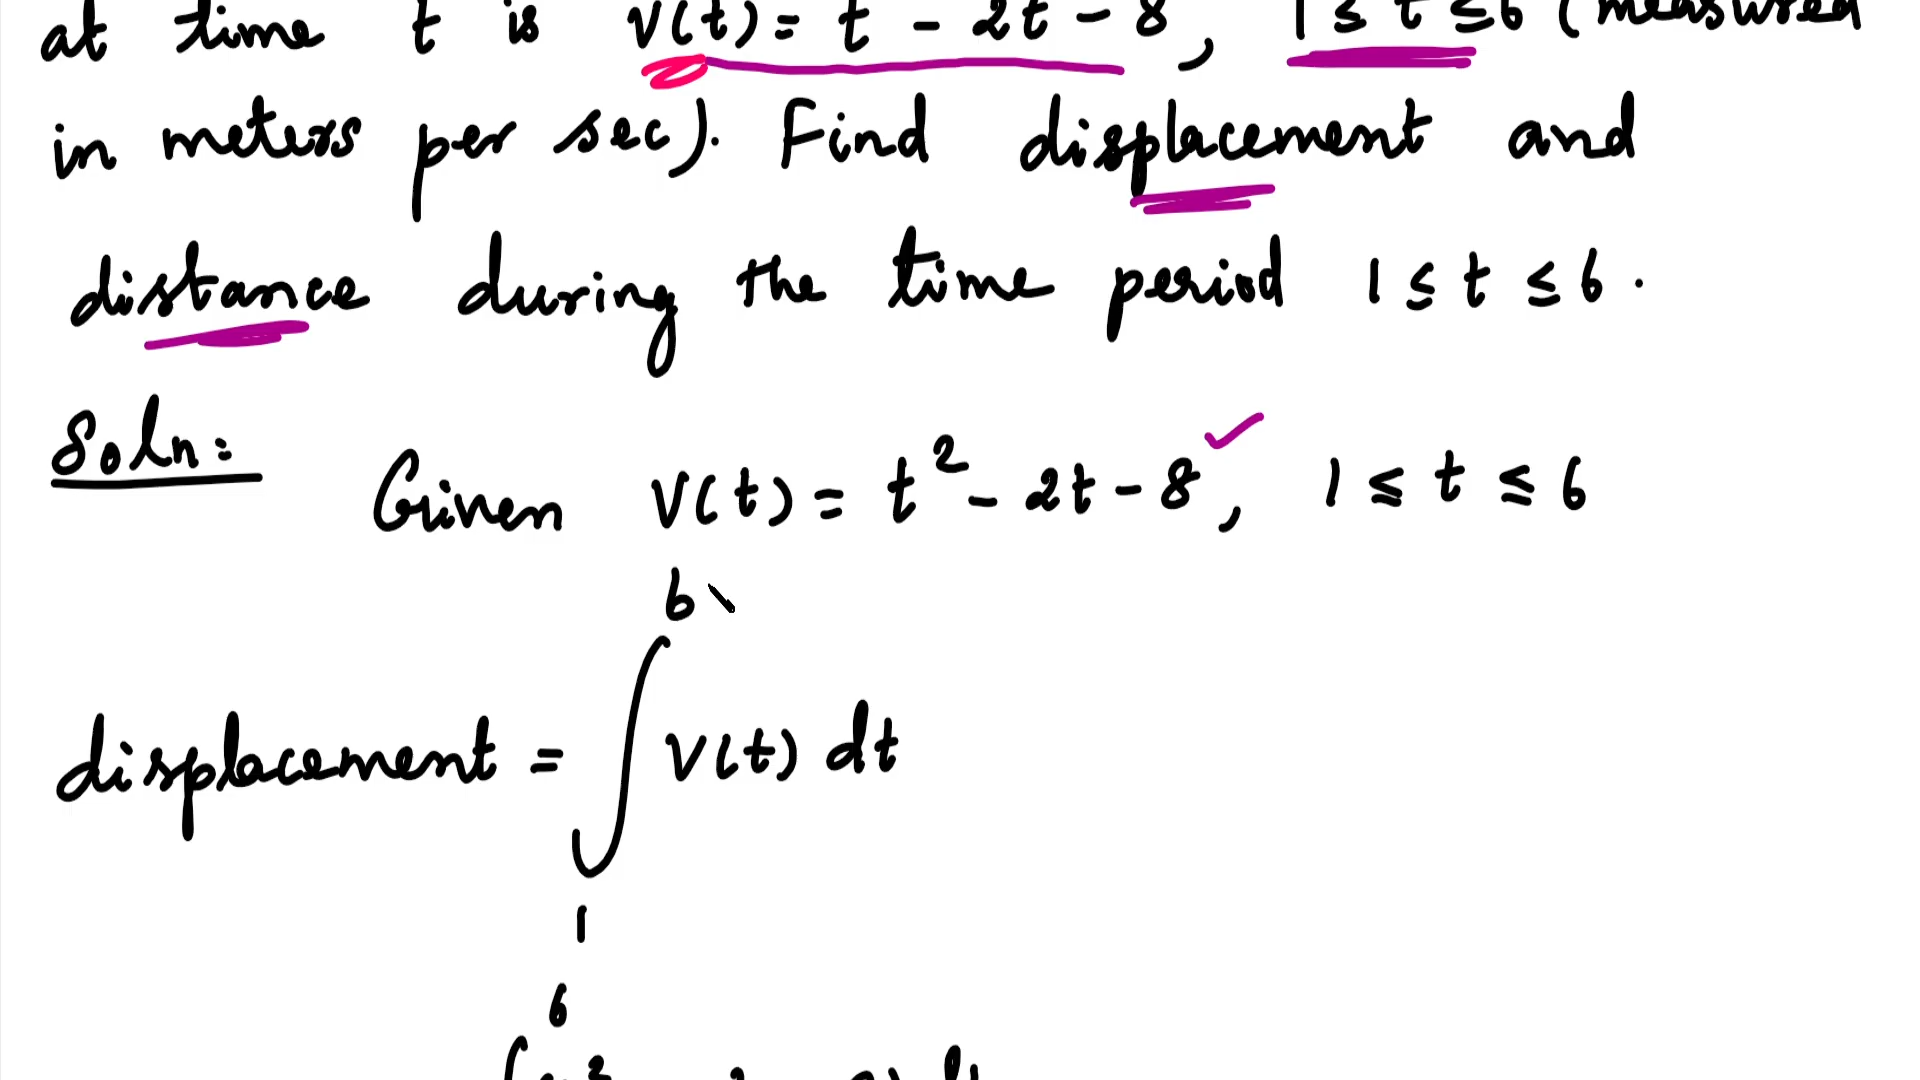 at time t is v(t) = t - 2t - 8, 1 ≤ t ≤ 6 (measured
in meters per sec). Find displacement and
distance during the time period 1 ≤ t ≤ 6.
Soln:
Given v(t) = t² - 2t - 8, 1 ≤ t ≤ 6
6
displacement = ∫ v(t) dt
1
6